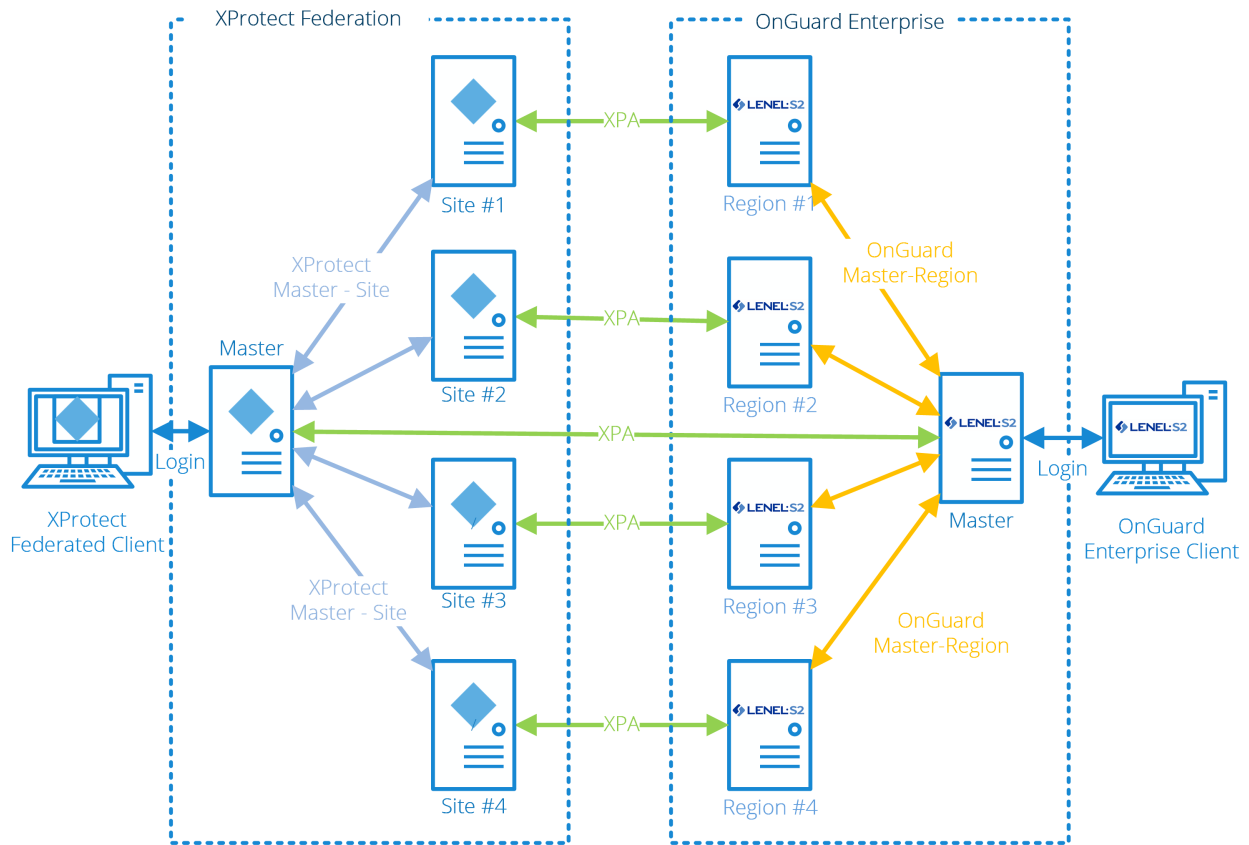 XProtect Federation
OnGuard Enterprise
LENEL:S2
XPA
Site #1
Region #1
OnGuard
Master-Region
XProtect
Master - Site
LENEL:S2
XPA
Master
Site #2
Region #2
LENEL:S2
LENEL:S2
XPA
Login
Login
LENEL:S2
Master
XProtect
Federated Client
XPA
OnGuard
Enterprise Client
XProtect
Master - Site
Site #3
Region #3
OnGuard
Master-Region
LENEL:S2
XPA
Site #4
Region #4